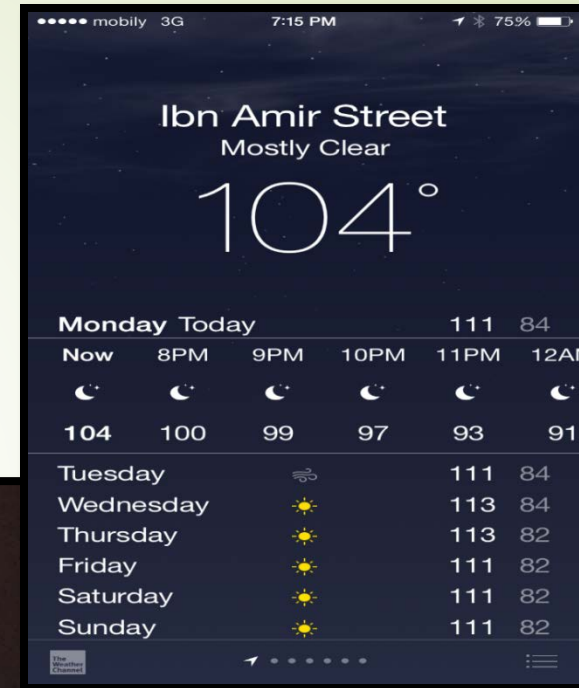 mobily 3G 7:15 PM 75%
Ibn Amir Street
Mostly Clear
104°
Monday Today 111 84
Now 8PM 9PM 10PM 11PM 12AM
104 100 99 97 93 91
Tuesday 111 84
Wednesday 113 84
Thursday 113 82
Friday 111 82
Saturday 111 82
Sunday 111 82
The
Weather
Channel